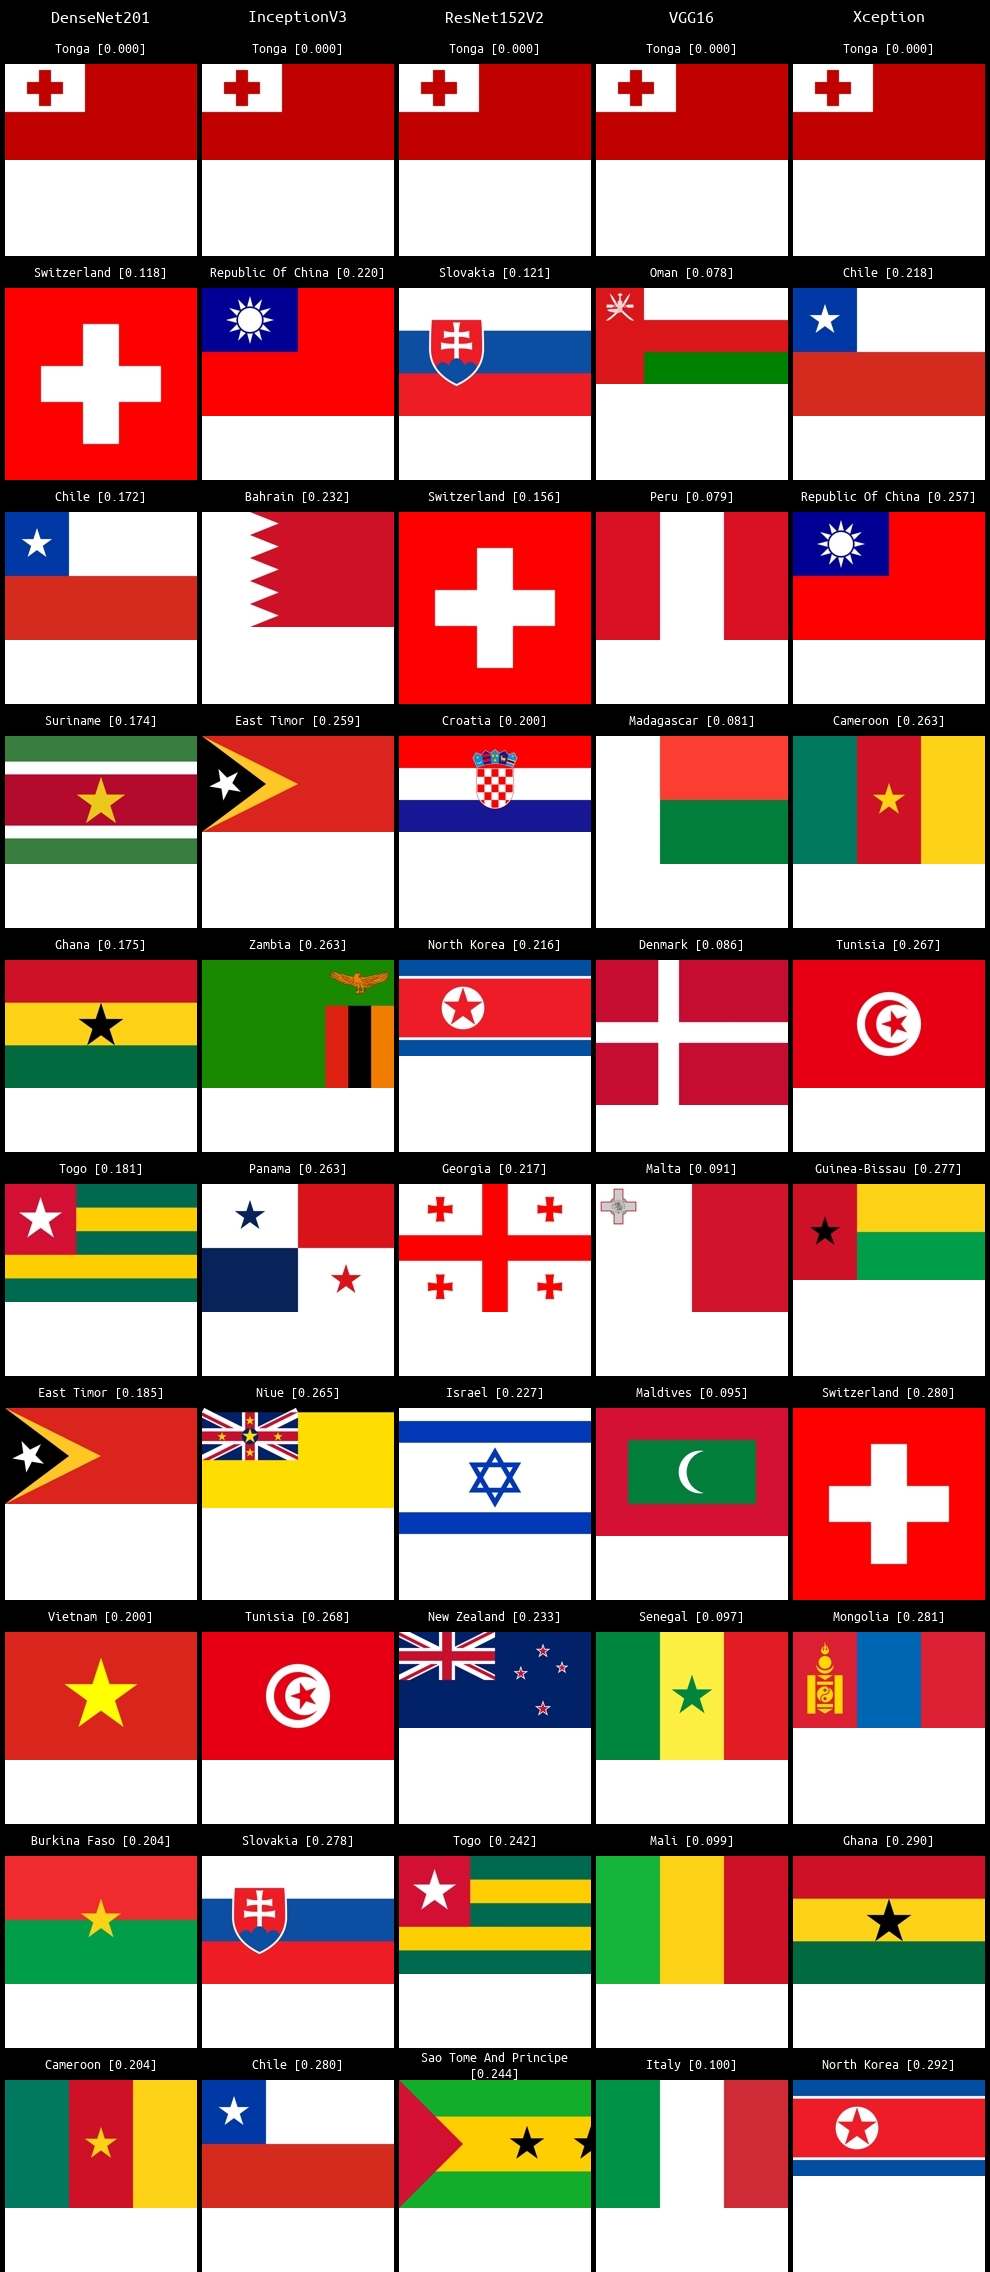 DenseNet201 InceptionV3 ResNet152V2 VGG16 Xception
Tonga [0.000] Tonga [0.000] Tonga [0.000] Tonga [0.000] Tonga [0.000]
Switzerland [0.118] Republic Of China [0.220] Slovakia [0.121] Oman [0.078] Chile [0.218]
Chile [0.172] Bahrain [0.232] Switzerland [0.156] Peru [0.079] Republic Of China [0.257]
Suriname [0.174] East Timor [0.259] Croatia [0.200] Madagascar [0.081] Cameroon [0.263]
Ghana [0.175] Zambia [0.263] North Korea [0.216] Denmark [0.086] Tunisia [0.267]
Togo [0.181] Panama [0.263] Georgia [0.217] Malta [0.091] Guinea-Bissau [0.277]
East Timor [0.185] Niue [0.265] Israel [0.227] Maldives [0.095] Switzerland [0.280]
Vietnam [0.200] Tunisia [0.268] New Zealand [0.233] Senegal [0.097] Mongolia [0.281]
Burkina Faso [0.204] Slovakia [0.278] Togo [0.242] Mali [0.099] Ghana [0.290]
Cameroon [0.204] Chile [0.280] Sao Tome And Principe
[0.244] Italy [0.100] North Korea [0.292]